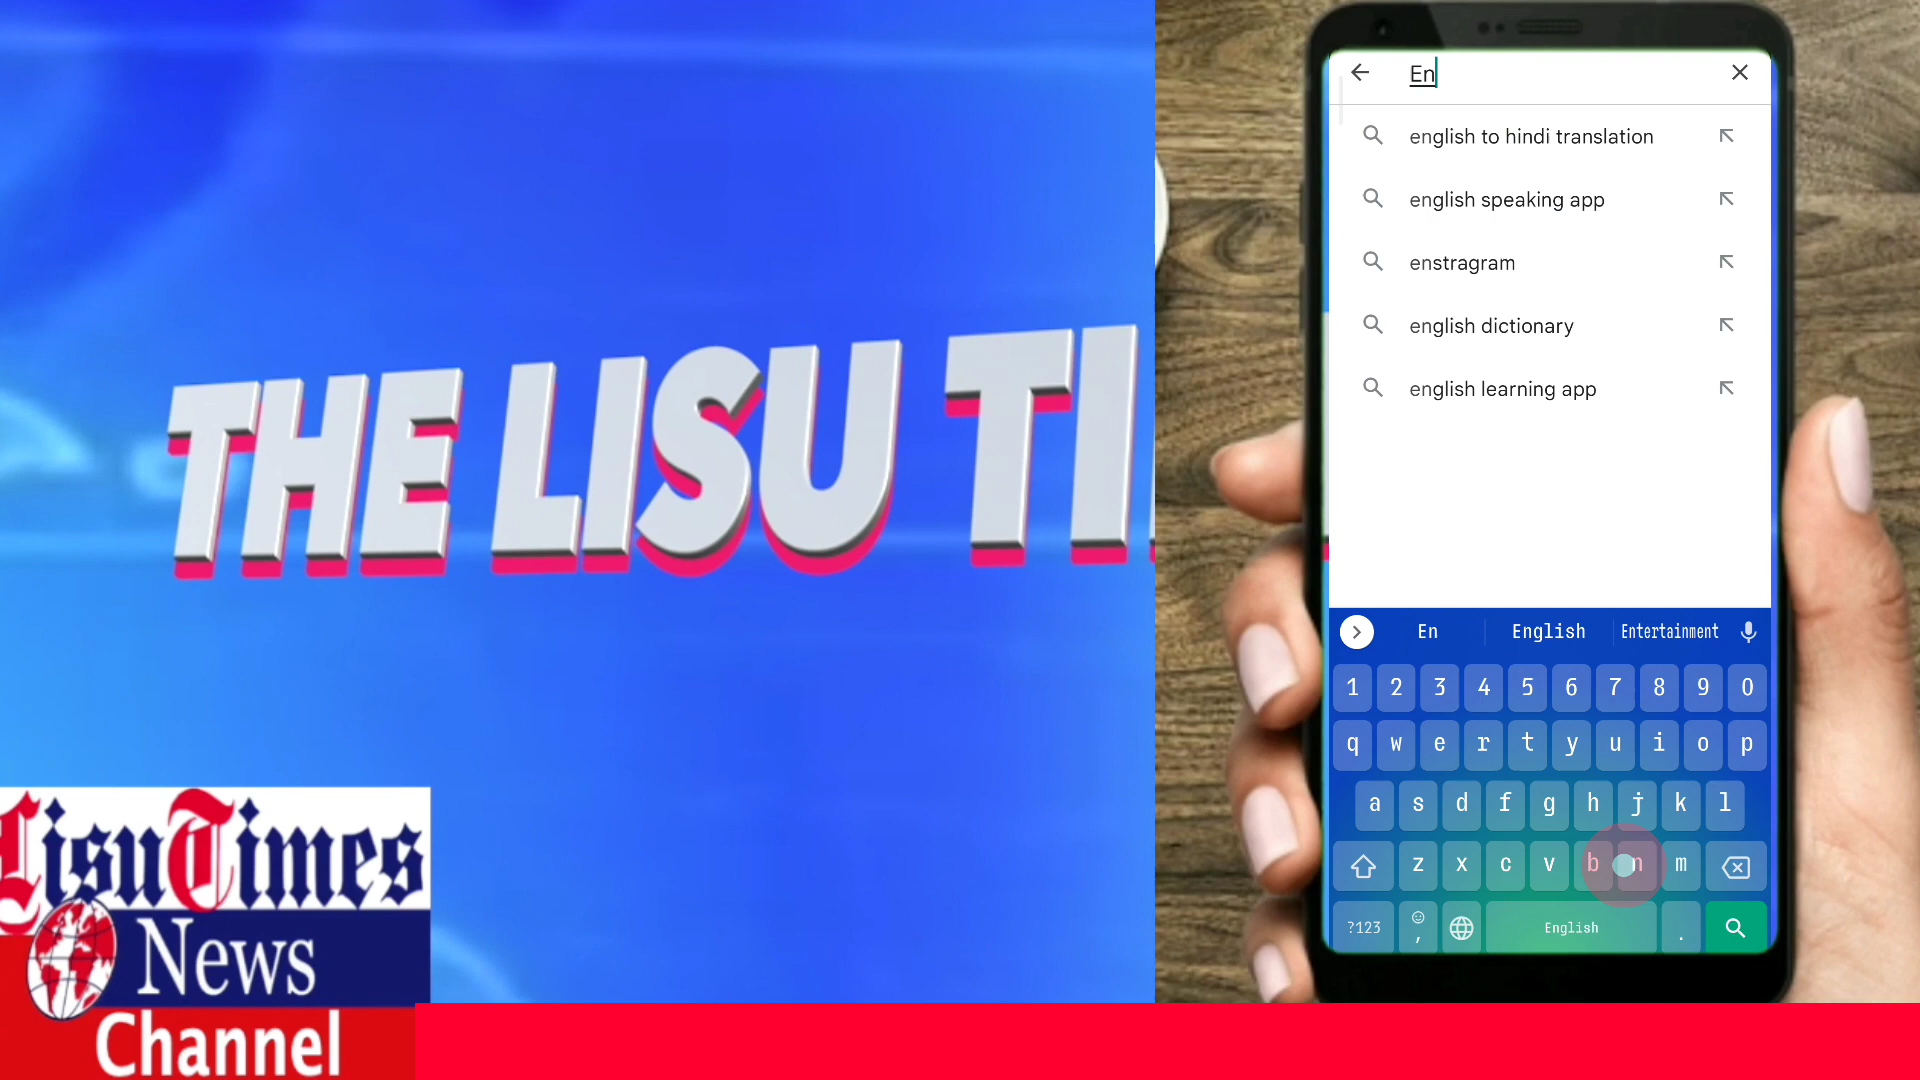 THE LISU TI
LisuTimes
News
Channel
En
english to hindi translation
english speaking app
enstragram
english dictionary
english learning app
En English Entertainment
1 2 3 4 5 6 7 8 9 0
q w e r t y u i o p
a s d f g h j k l
z x c v b n m
?123 , English .